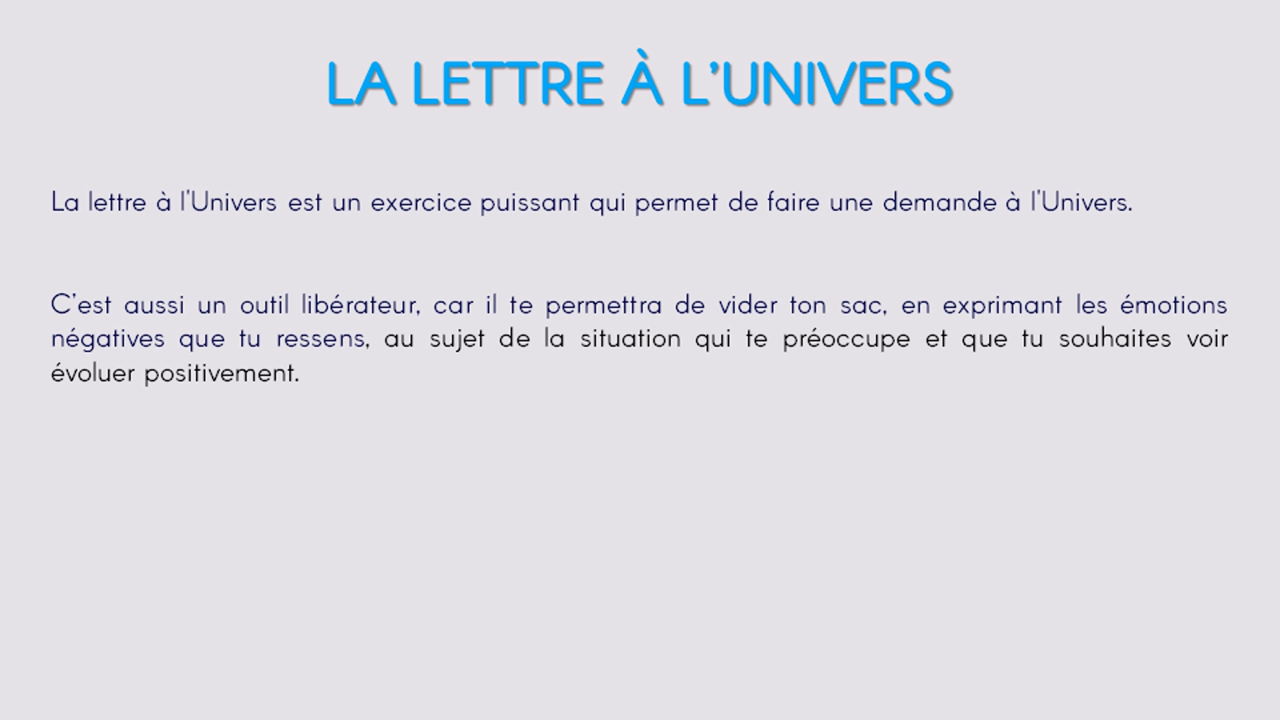 LA LETTRE À L’UNIVERS
La lettre à l'Univers est un exercice puissant qui permet de faire une demande à l'Univers.
C’est aussi un outil libérateur, car il te permettra de vider ton sac, en exprimant les émotions
négatives que tu ressens, au sujet de la situation qui te préoccupe et que tu souhaites voir
évoluer positivement.